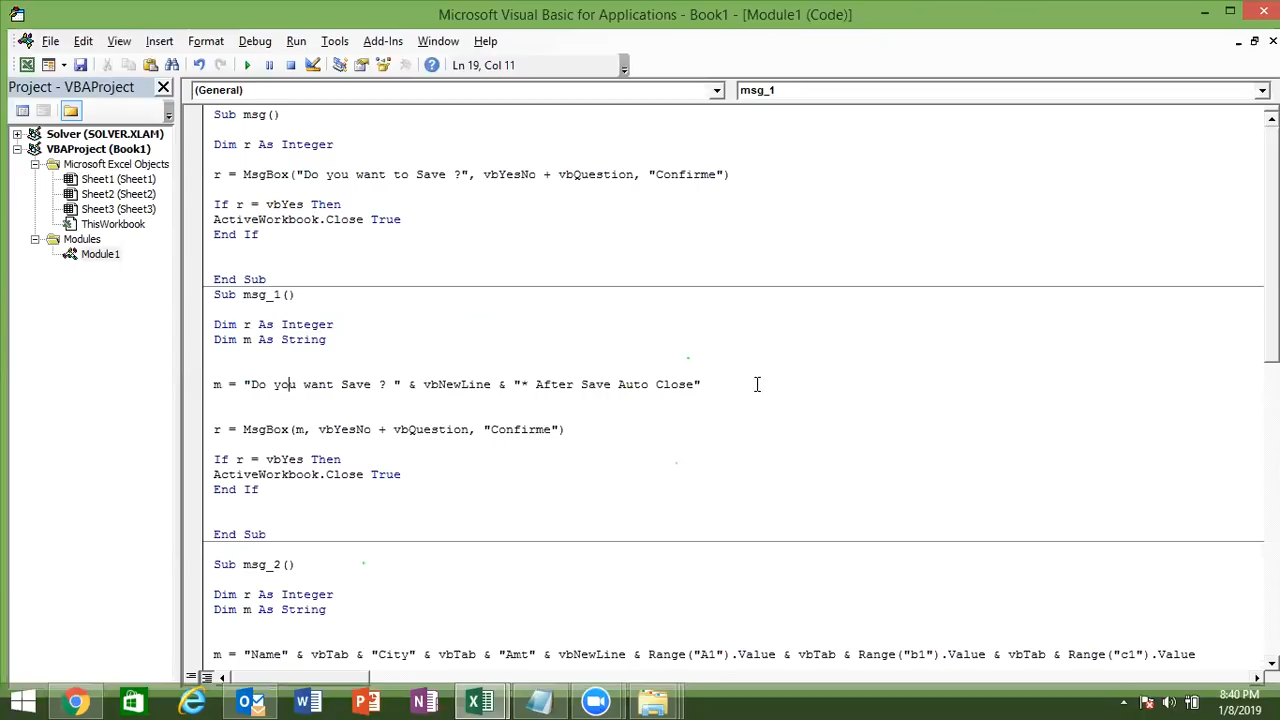 Microsoft Visual Basic for Applications - Book1 - [Module1 (Code)]
File Edit View Insert Format Debug Run Tools Add-Ins Window Help
Ln 19, Col 11
Project - VBAProject
(General)
msg_1
Solver (SOLVER.XLAM)
VBAProject (Book1)
Microsoft Excel Objects
Sheet1 (Sheet1)
Sheet2 (Sheet2)
Sheet3 (Sheet3)
ThisWorkbook
Modules
Module1
Sub msg()
Dim r As Integer
r = MsgBox("Do you want to Save ?", vbYesNo + vbQuestion, "Confirme")
If r = vbYes Then
ActiveWorkbook.Close True
End If
End Sub
Sub msg_1()
Dim r As Integer
Dim m As String
m = "Do you want Save ? " & vbNewLine & "* After Save Auto Close"
r = MsgBox(m, vbYesNo + vbQuestion, "Confirme")
If r = vbYes Then
ActiveWorkbook.Close True
End If
End Sub
Sub msg_2()
Dim r As Integer
Dim m As String
m = "Name" & vbTab & "City" & vbTab & "Amt" & vbNewLine & Range("A1").Value & vbTab & Range("b1").Value & vbTab & Range("c1").Value
8:40 PM
1/8/2019